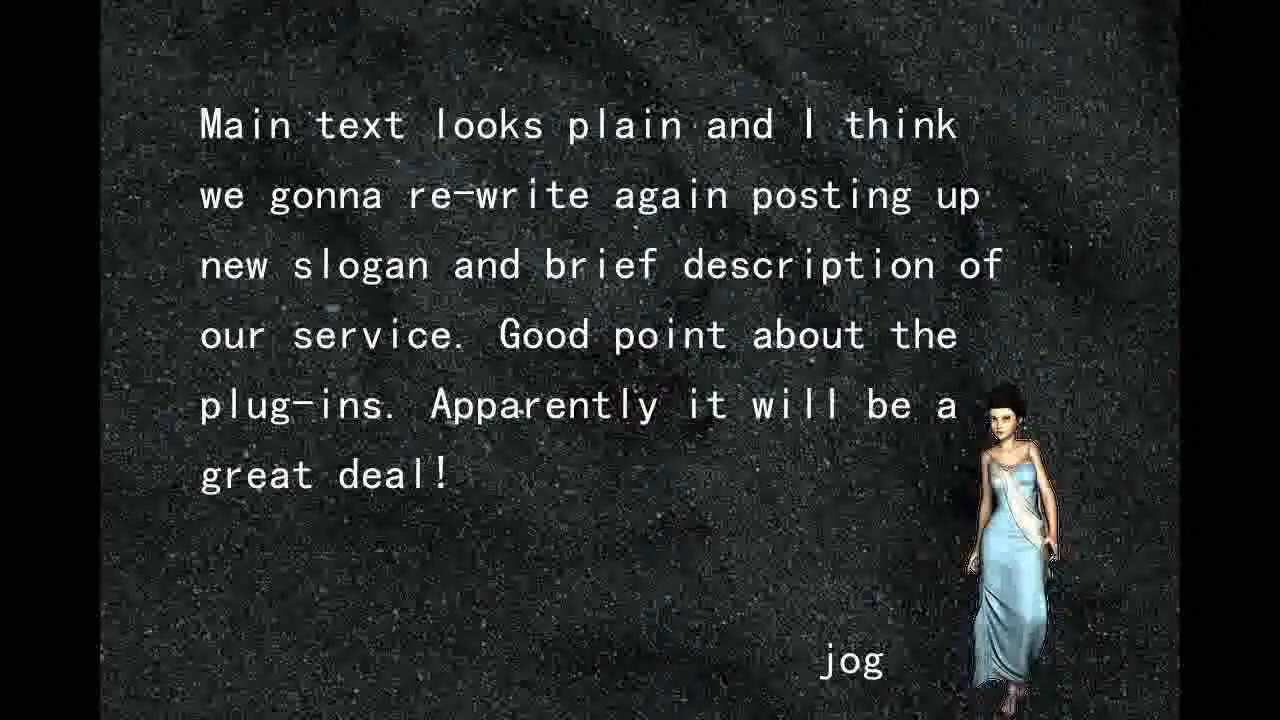 Main text looks plain and I think
we gonna re-write again posting up
new slogan and brief description of
our service. Good point about the
plug-ins. Apparently it will be a
great deal!
jog